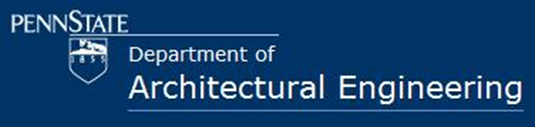 PENNSTATE
1855
Department of
Architectural Engineering